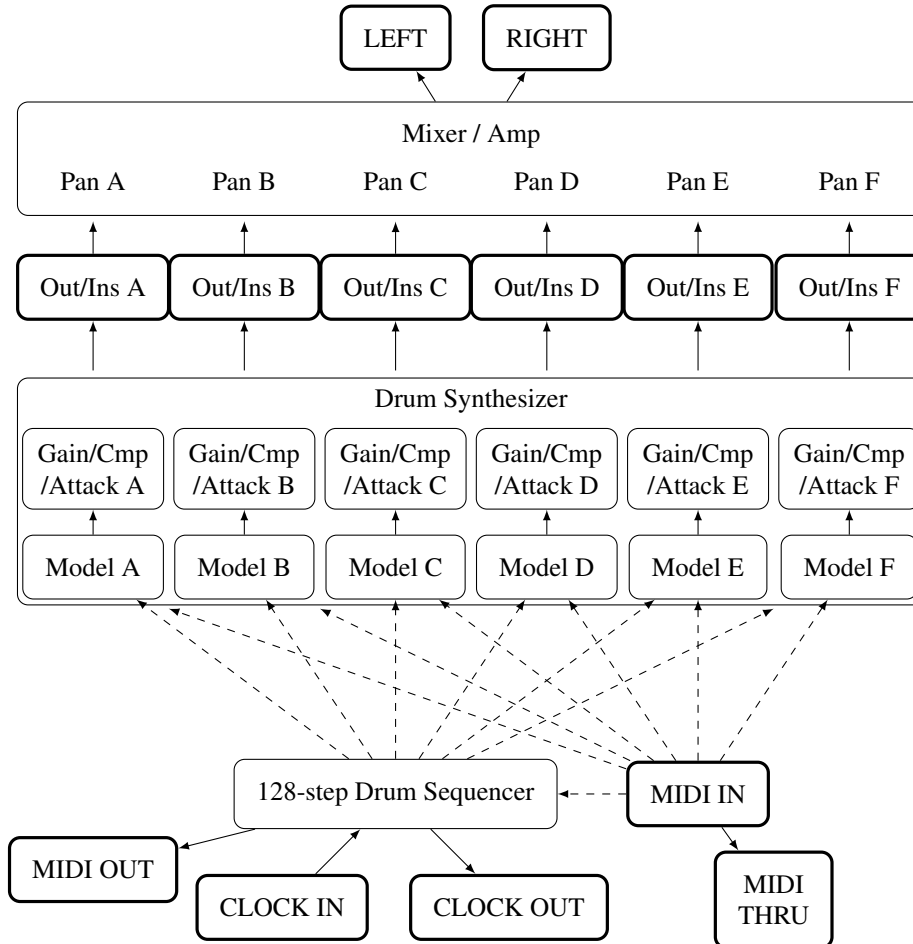 LEFT
RIGHT
Mixer / Amp
Pan A
Pan B
Pan C
Pan D
Pan E
Pan F
Out/Ins A
Out/Ins B
Out/Ins C
Out/Ins D
Out/Ins E
Out/Ins F
Drum Synthesizer
Gain/Cmp
/Attack A
Gain/Cmp
/Attack B
Gain/Cmp
/Attack C
Gain/Cmp
/Attack D
Gain/Cmp
/Attack E
Gain/Cmp
/Attack F
Model A
Model B
Model C
Model D
Model E
Model F
128-step Drum Sequencer
MIDI IN
MIDI OUT
CLOCK IN
CLOCK OUT
MIDI
THRU